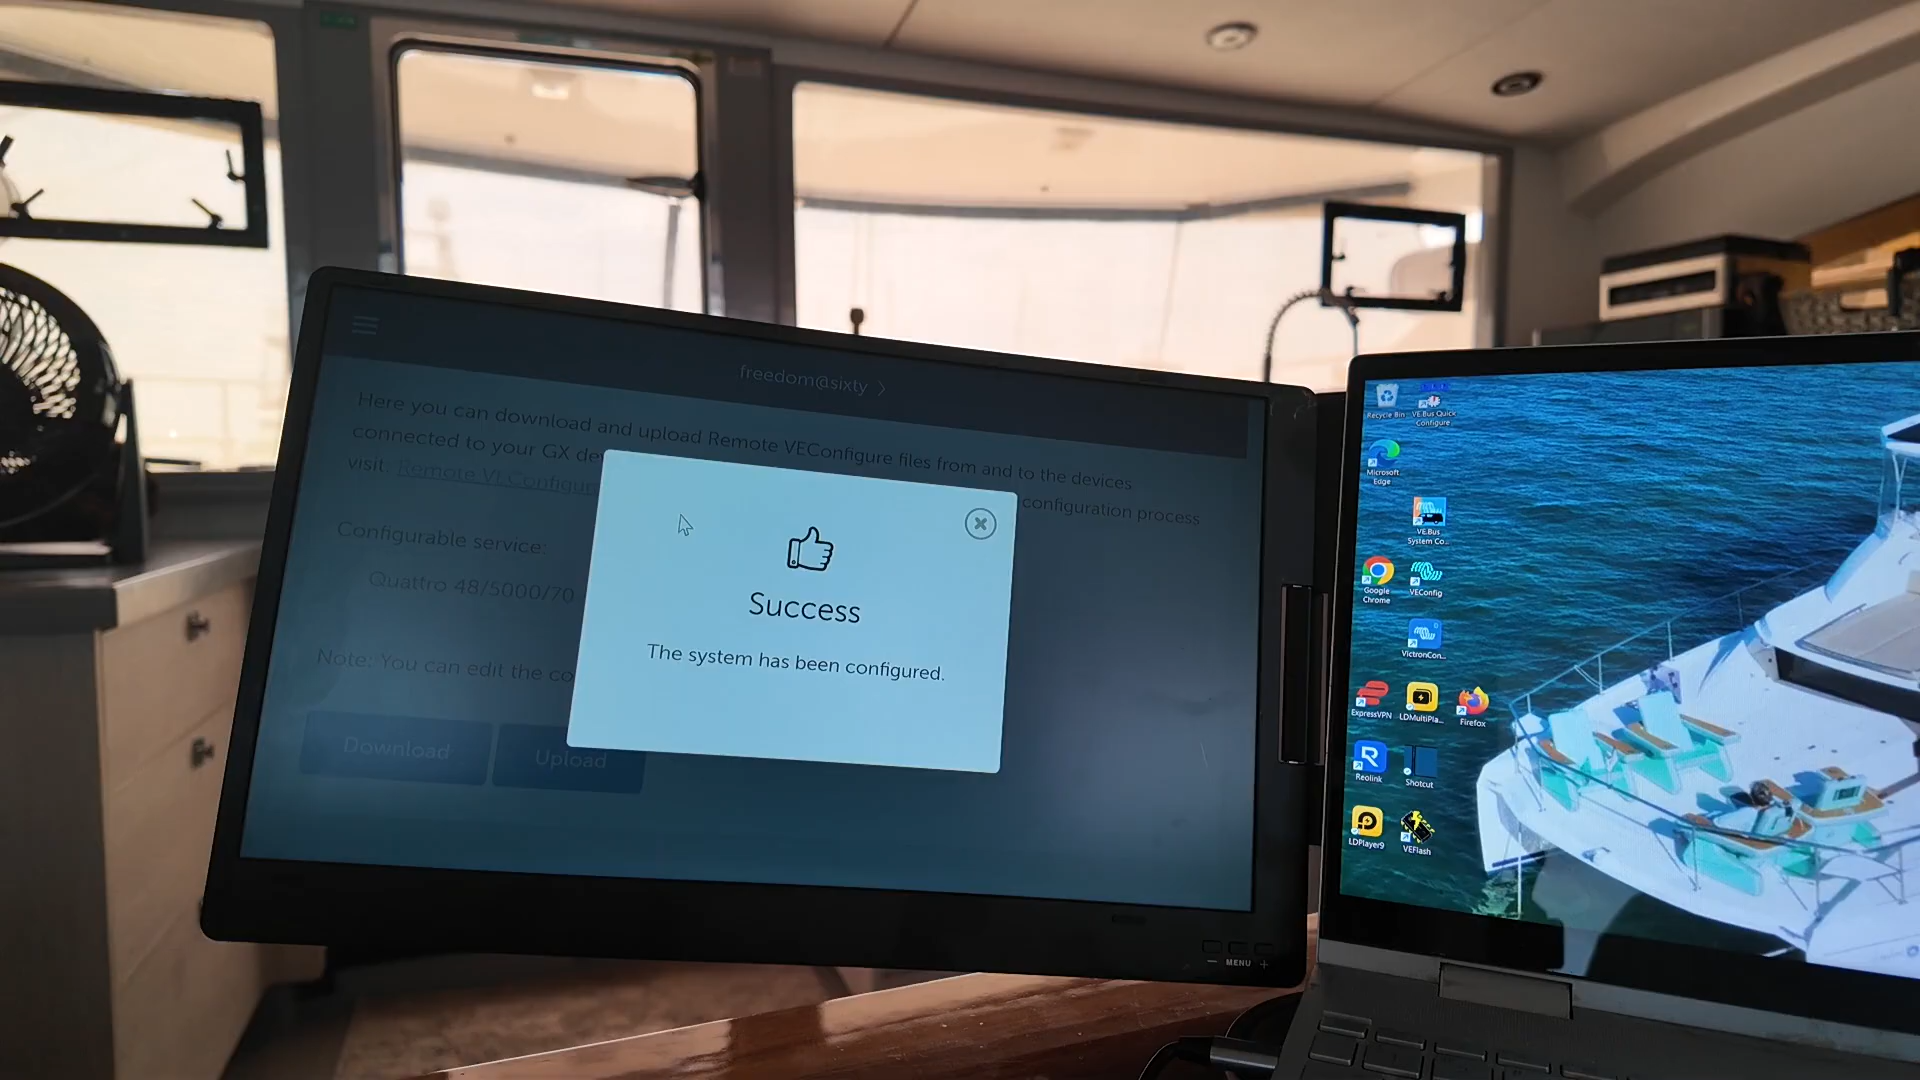 freedom@sixty
Here you can download and upload Remote VEConfigure files from and to the devices
connected to your GX de
configuration process
visit: Remote VEConfigur
Configurable service:
Quattro 48/5000/70
Note: You can edit the co
Download
Upload
Success
The system has been configured.
MENU
Recycle Bin
VE.Bus Quick
Configure
Microsoft
Edge
VE.Bus
System Co...
Google
Chrome
VEConfig
VictronCon...
ExpressVPN
LDMultiPla...
Firefox
Reolink
Shotcut
LDPlayer9
VEFlash